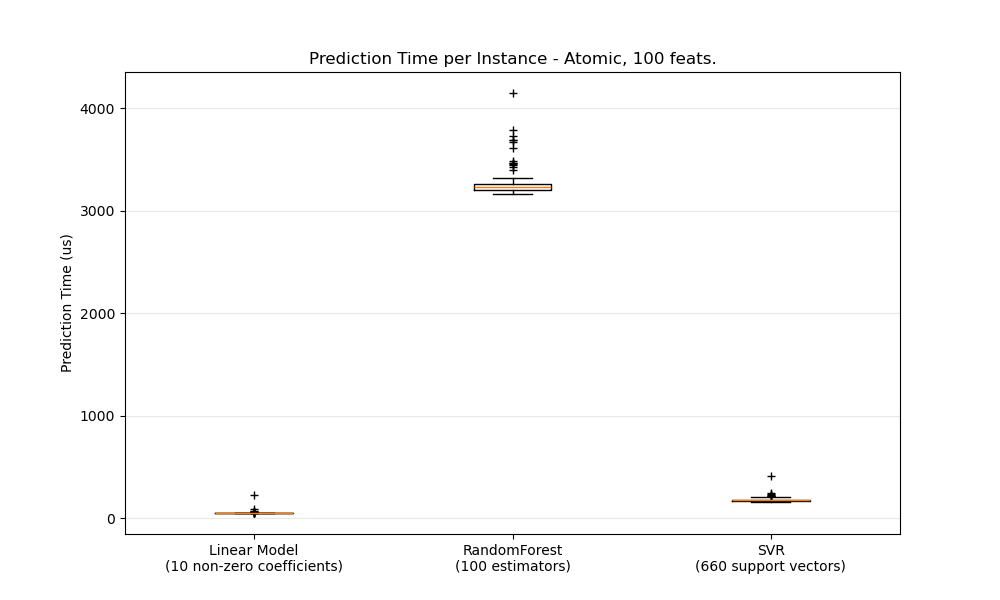 Prediction Time per Instance - Atomic, 100 feats.
Prediction Time (us)
4000
3000
2000
1000
0
Linear Model
(10 non-zero coefficients)
RandomForest
(100 estimators)
SVR
(660 support vectors)